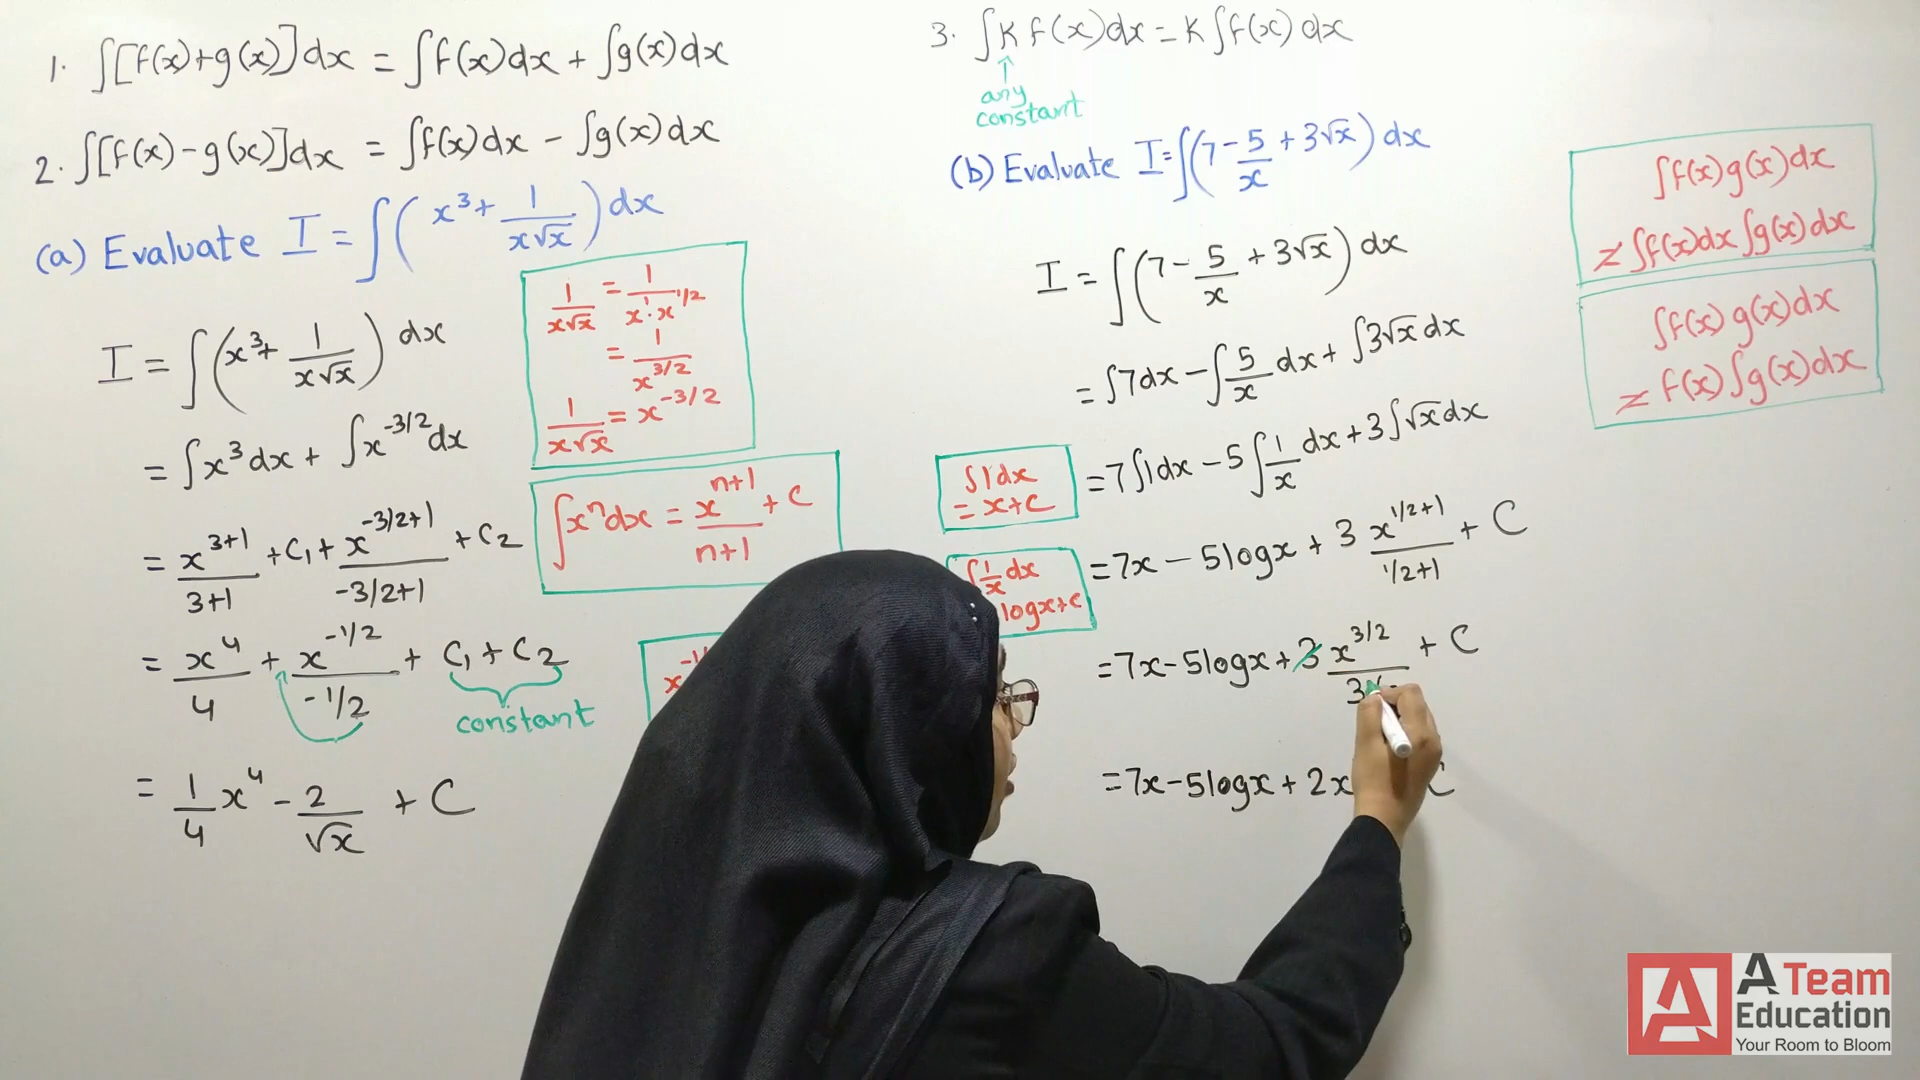 1. ∫[f(x)+g(x)]dx = ∫f(x)dx + ∫g(x)dx
2. ∫[f(x)-g(x)]dx = ∫f(x)dx - ∫g(x)dx
(a) Evaluate I = ∫(x³ + 1/(x√x)) dx
I = ∫(x³ + 1/(x√x)) dx
= ∫x³dx + ∫x^(-3/2)dx
= x^(3+1)/(3+1) + C₁ + x^(-3/2+1)/(-3/2+1) + C₂
= x⁴/4 + x^(-1/2)/(-1/2) + C₁ + C₂
constant
= 1/4 x⁴ - 2/√x + C
1/(x√x) = 1/(x¹·x^(1/2))
= 1/x^(3/2)
1/(x√x) = x^(-3/2)
∫xⁿdx = x^(n+1)/(n+1) + C
3. ∫K f(x)dx = K ∫f(x) dx
any
constant
(b) Evaluate I = ∫(7 - 5/x + 3√x) dx
I = ∫(7 - 5/x + 3√x) dx
= ∫7dx - ∫5/x dx + ∫3√x dx
= 7∫1dx - 5∫1/x dx + 3∫√x dx
= 7x - 5logx + 3 x^(1/2+1)/(1/2+1) + C
= 7x - 5logx + 3 x^(3/2)/3 + C
= 7x - 5logx + 2x C
∫1dx
= x+C
∫1/x dx
logx+C
∫f(x)g(x)dx
≠ ∫f(x)dx ∫g(x)dx
∫f(x)g(x)dx
≠ f(x)∫g(x)dx
A Team
Education
Your Room to Bloom